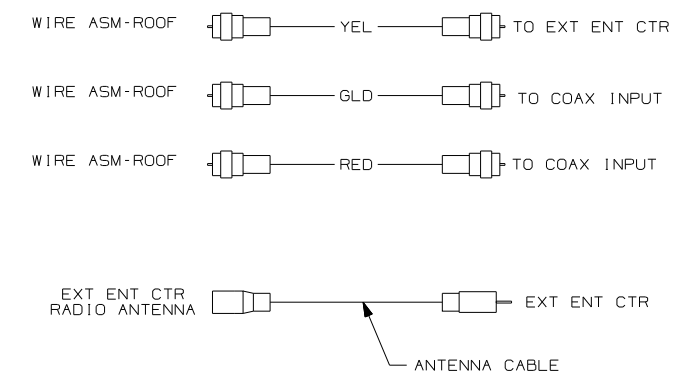 WIRE ASM-ROOF YEL TO EXT ENT CTR
WIRE ASM-ROOF GLD TO COAX INPUT
WIRE ASM-ROOF RED TO COAX INPUT
EXT ENT CTR
RADIO ANTENNA
EXT ENT CTR
ANTENNA CABLE